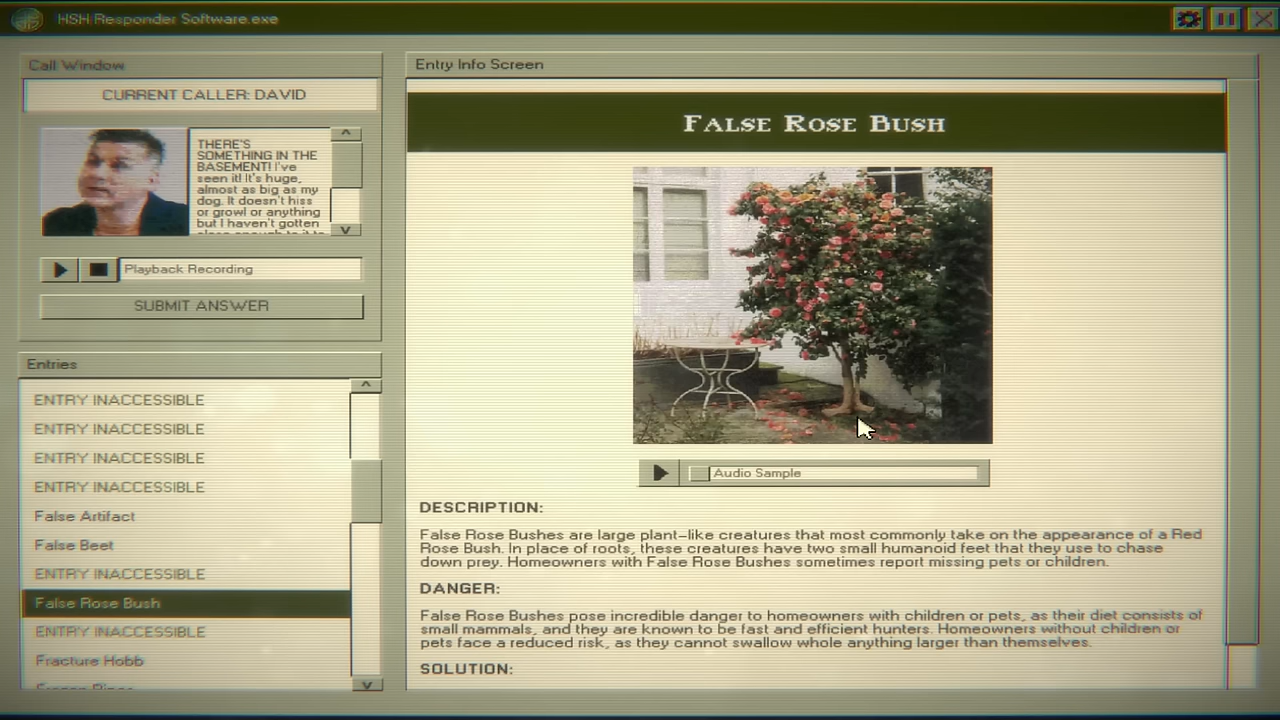 HSH Responder Software.exe
Call Window
CURRENT CALLER: DAVID
THERE'S
SOMETHING IN THE
BASEMENT! I've
seen it! It's huge,
almost as big as my
dog. It doesn't hiss
or growl or anything
but I haven't gotten
Playback Recording
SUBMIT ANSWER
Entries
ENTRY INACCESSIBLE
ENTRY INACCESSIBLE
ENTRY INACCESSIBLE
ENTRY INACCESSIBLE
False Artifact
False Beet
ENTRY INACCESSIBLE
False Rose Bush
ENTRY INACCESSIBLE
Fracture Hobb
Entry Info Screen
FALSE ROSE BUSH
Audio Sample
DESCRIPTION:
False Rose Bushes are large plant-like creatures that most commonly take on the appearance of a Red
Rose Bush. In place of roots, these creatures have two small humanoid feet that they use to chase
down prey. Homeowners with False Rose Bushes sometimes report missing pets or children.
DANGER:
False Rose Bushes pose incredible danger to homeowners with children or pets, as their diet consists of
small mammals, and they are known to be fast and efficient hunters. Homeowners without children or
pets face a reduced risk, as they cannot swallow whole anything larger than themselves.
SOLUTION: